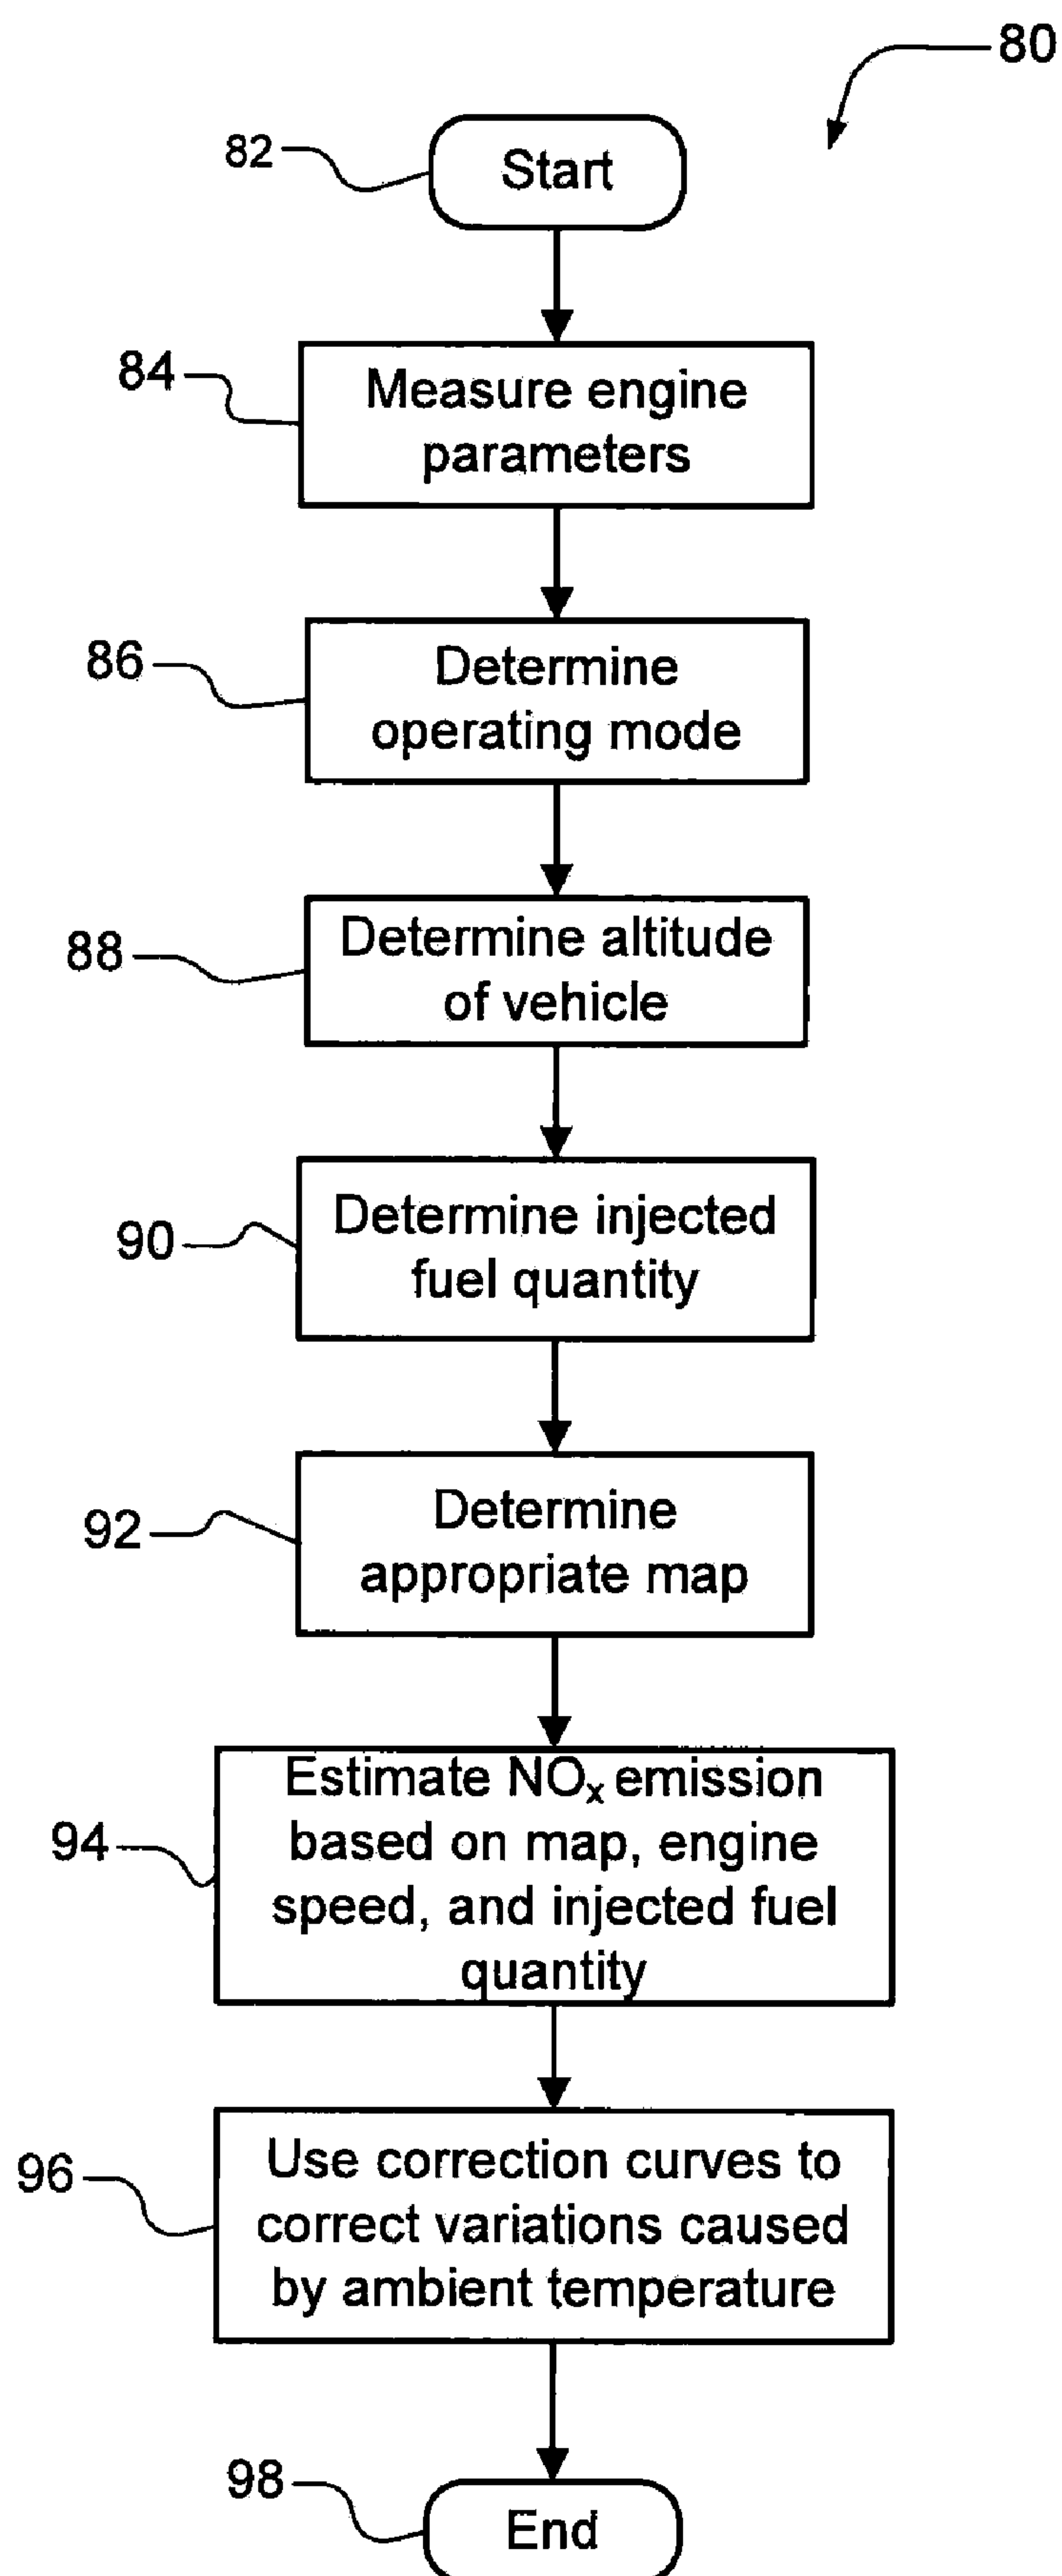 80
82
Start
84
Measure engine
parameters
86
Determine
operating mode
88
Determine altitude
of vehicle
90
Determine injected
fuel quantity
92
Determine
appropriate map
94
Estimate NOx emission
based on map, engine
speed, and injected fuel
quantity
96
Use correction curves to
correct variations caused
by ambient temperature
98
End